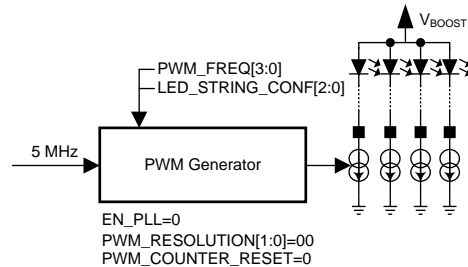 VBOOST
PWM_FREQ[3:0]
LED_STRING_CONF[2:0]
5 MHz
PWM Generator
EN_PLL=0
PWM_RESOLUTION[1:0]=00
PWM_COUNTER_RESET=0